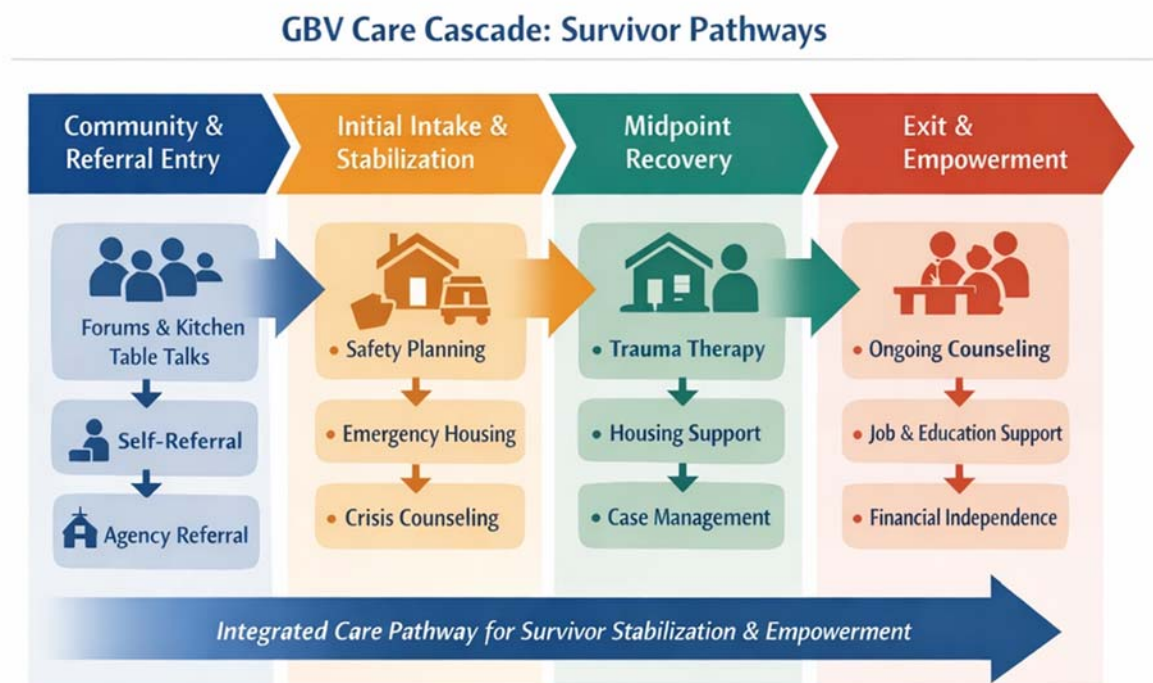 GBV Care Cascade: Survivor Pathways
Community &
Referral Entry
Initial Intake &
Stabilization
Midpoint
Recovery
Exit &
Empowerment
Forums & Kitchen
Table Talks
Self-Referral
Agency Referral
• Safety Planning
• Emergency Housing
• Crisis Counseling
• Trauma Therapy
• Housing Support
• Case Management
• Ongoing Counseling
• Job & Education Support
• Financial Independence
Integrated Care Pathway for Survivor Stabilization & Empowerment